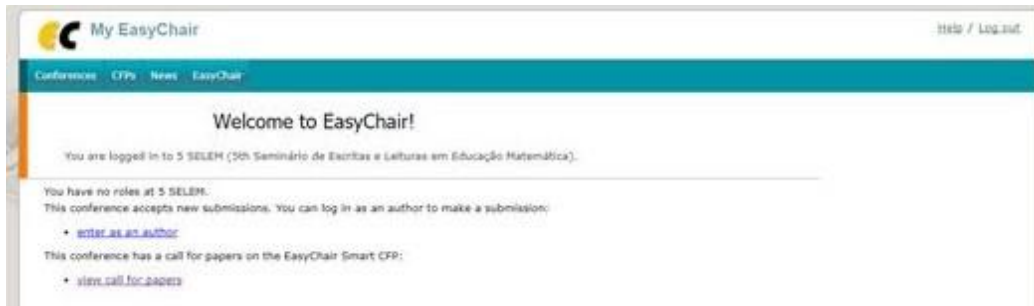 My EasyChair
Help / Log out
Conferences CFPs News EasyChair
Welcome to EasyChair!
You are logged in to 5 SELEM (5th Seminário de Escritas e Leituras em Educação Matemática).
You have no roles at 5 SELEM.
This conference accepts new submissions. You can log in as an author to make a submission:
• enter as an author
This conference has a call for papers on the EasyChair Smart CFP:
• view call for papers